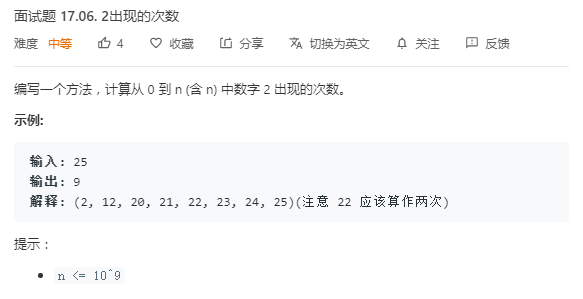 面试题 17.06. 2出现的次数
难度 中等 4 收藏 分享 切换为英文 关注 反馈
编写一个方法，计算从 0 到 n (含 n) 中数字 2 出现的次数。
示例:
输入: 25
输出: 9
解释: (2, 12, 20, 21, 22, 23, 24, 25)(注意 22 应该算作两次)
提示：
n <= 10^9